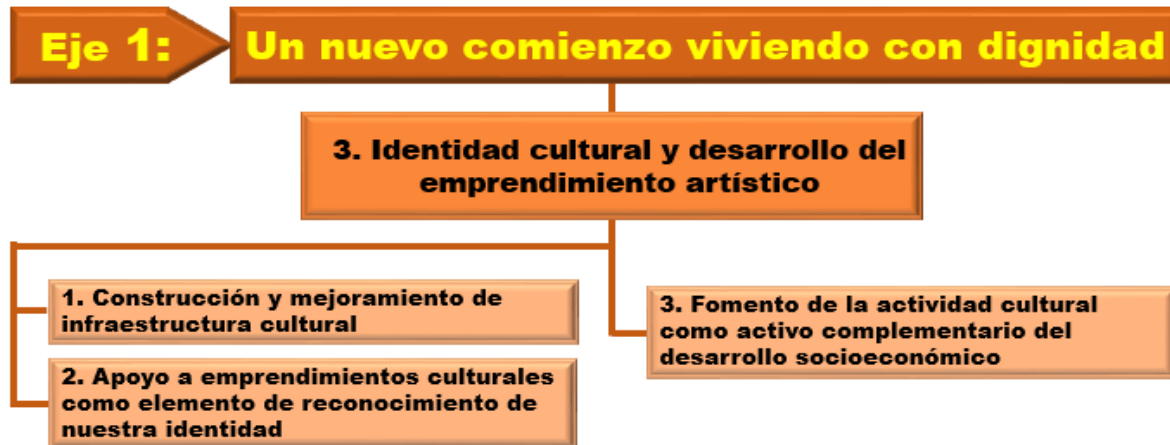 Eje 1:
Un nuevo comienzo viviendo con dignidad
3. Identidad cultural y desarrollo del
emprendimiento artístico
1. Construcción y mejoramiento de
infraestructura cultural
2. Apoyo a emprendimientos culturales
como elemento de reconocimiento de
nuestra identidad
3. Fomento de la actividad cultural
como activo complementario del
desarrollo socioeconómico